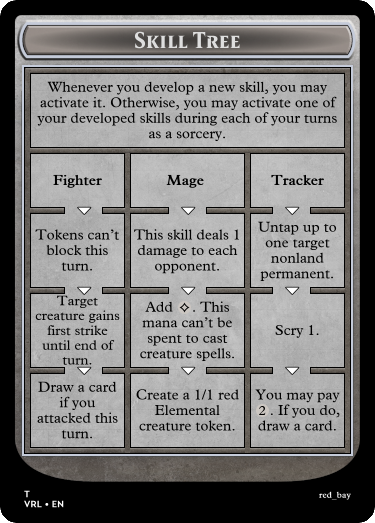 Skill Tree
Whenever you develop a new skill, you may
activate it. Otherwise, you may activate one of
your developed skills during each of your turns
as a sorcery.
Fighter
Mage
Tracker
Tokens can't
block this
turn.
This skill deals 1
damage to each
opponent.
Untap up to
one target
nonland
permanent.
Target
creature gains
first strike
until end of
turn.
Add . This
mana can't be
spent to cast
creature spells.
Scry 1.
Draw a card
if you
attacked this
turn.
Create a 1/1 red
Elemental
creature token.
You may pay
2 . If you do,
draw a card.
T
VRL • EN
red_bay